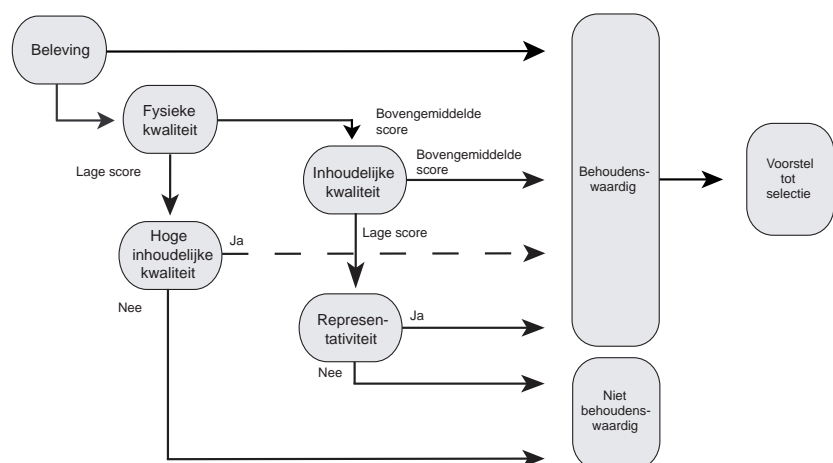 Beleving
Fysieke
kwaliteit
Bovengemiddelde
score
Bovengemiddelde
score
Lage score
Inhoudelijke
kwaliteit
Behoudens-
waardig
Voorstel
tot
selectie
Hoge
inhoudelijke
kwaliteit
Ja
Lage score
Nee
Represen-
tativiteit
Ja
Nee
Niet
behoudens-
waardig